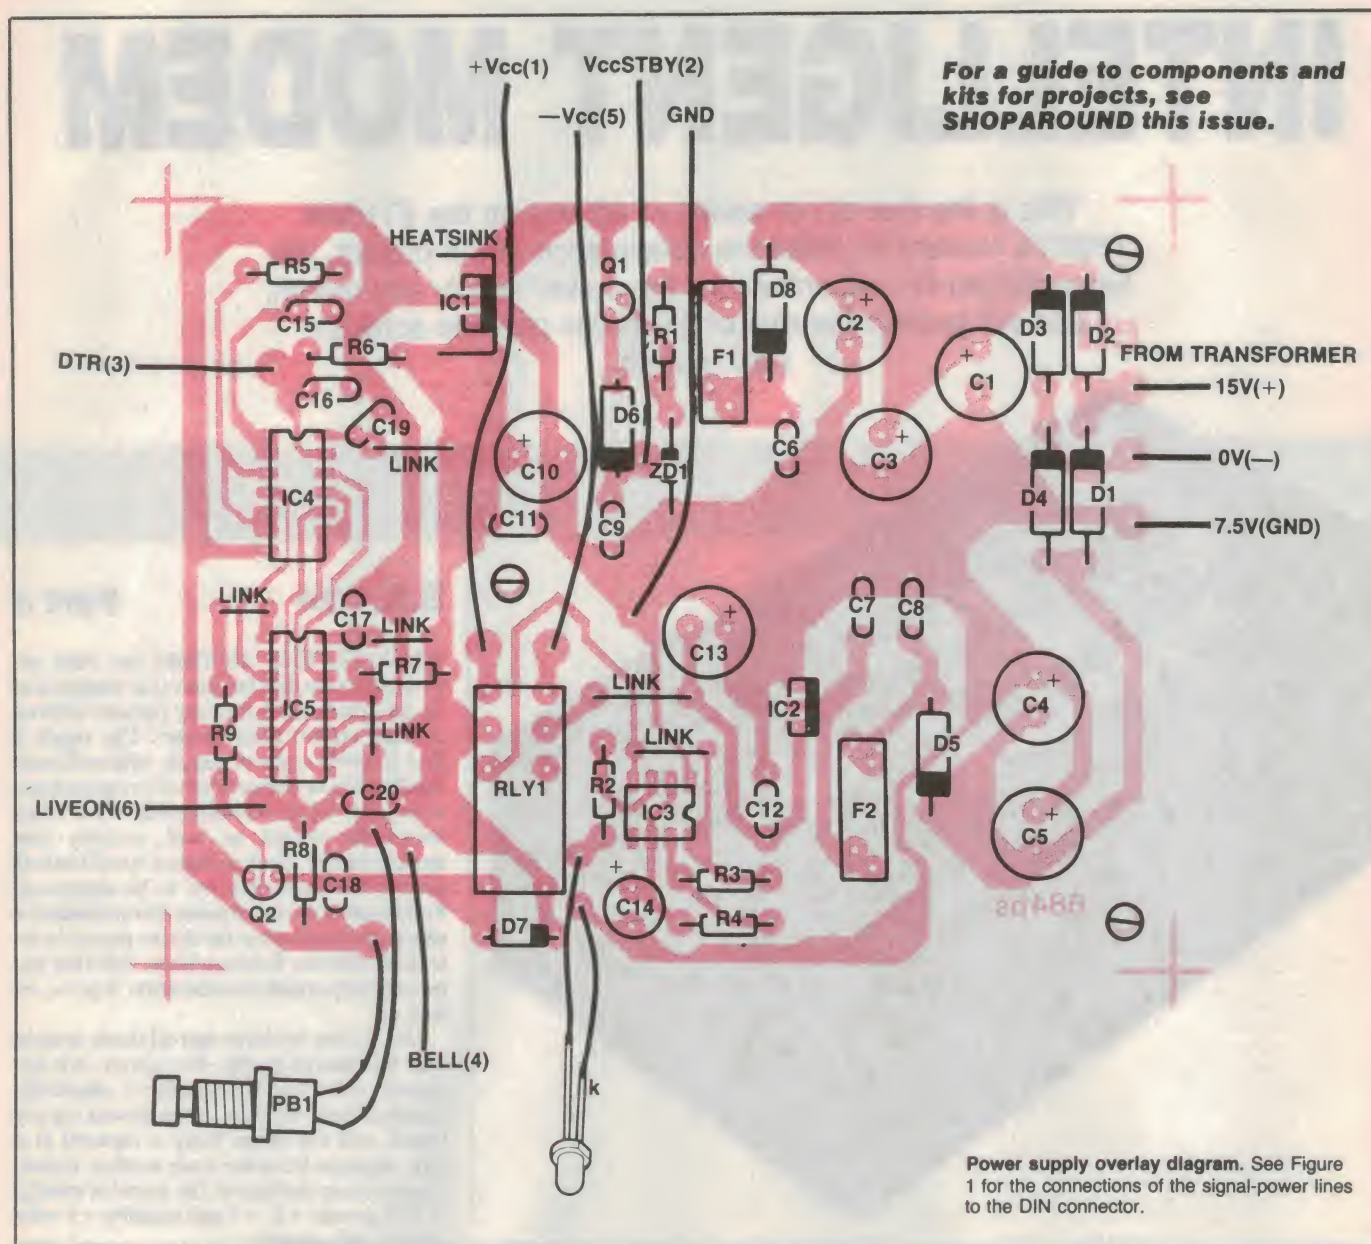 +Vcc(1)
VccSTBY(2)
—Vcc(5)
GND
For a guide to components and
kits for projects, see
SHOPAROUND this issue.
HEATSINK
R5
IC1
Q1
D8
C2
C15
R1
F1
D3
D2
R6
DTR(3)
C1
FROM TRANSFORMER
15V(+)
C16
C19
D6
LINK
C10
ZD1
C6
C3
0V(—)
IC4
D4
D1
C11
C9
7.5V(GND)
LINK
C17
LINK
C7
C8
C13
R7
IC5
LINK
LINK
IC2
C4
R9
LINK
D5
LIVEON(6)
C20
RLY1
R2
IC3
C12
F2
C5
R8
C18
Q2
R3
C14
R4
D7
684ps
BELL(4)
PB1
k
Power supply overlay diagram. See Figure
1 for the connections of the signal-power lines
to the DIN connector.